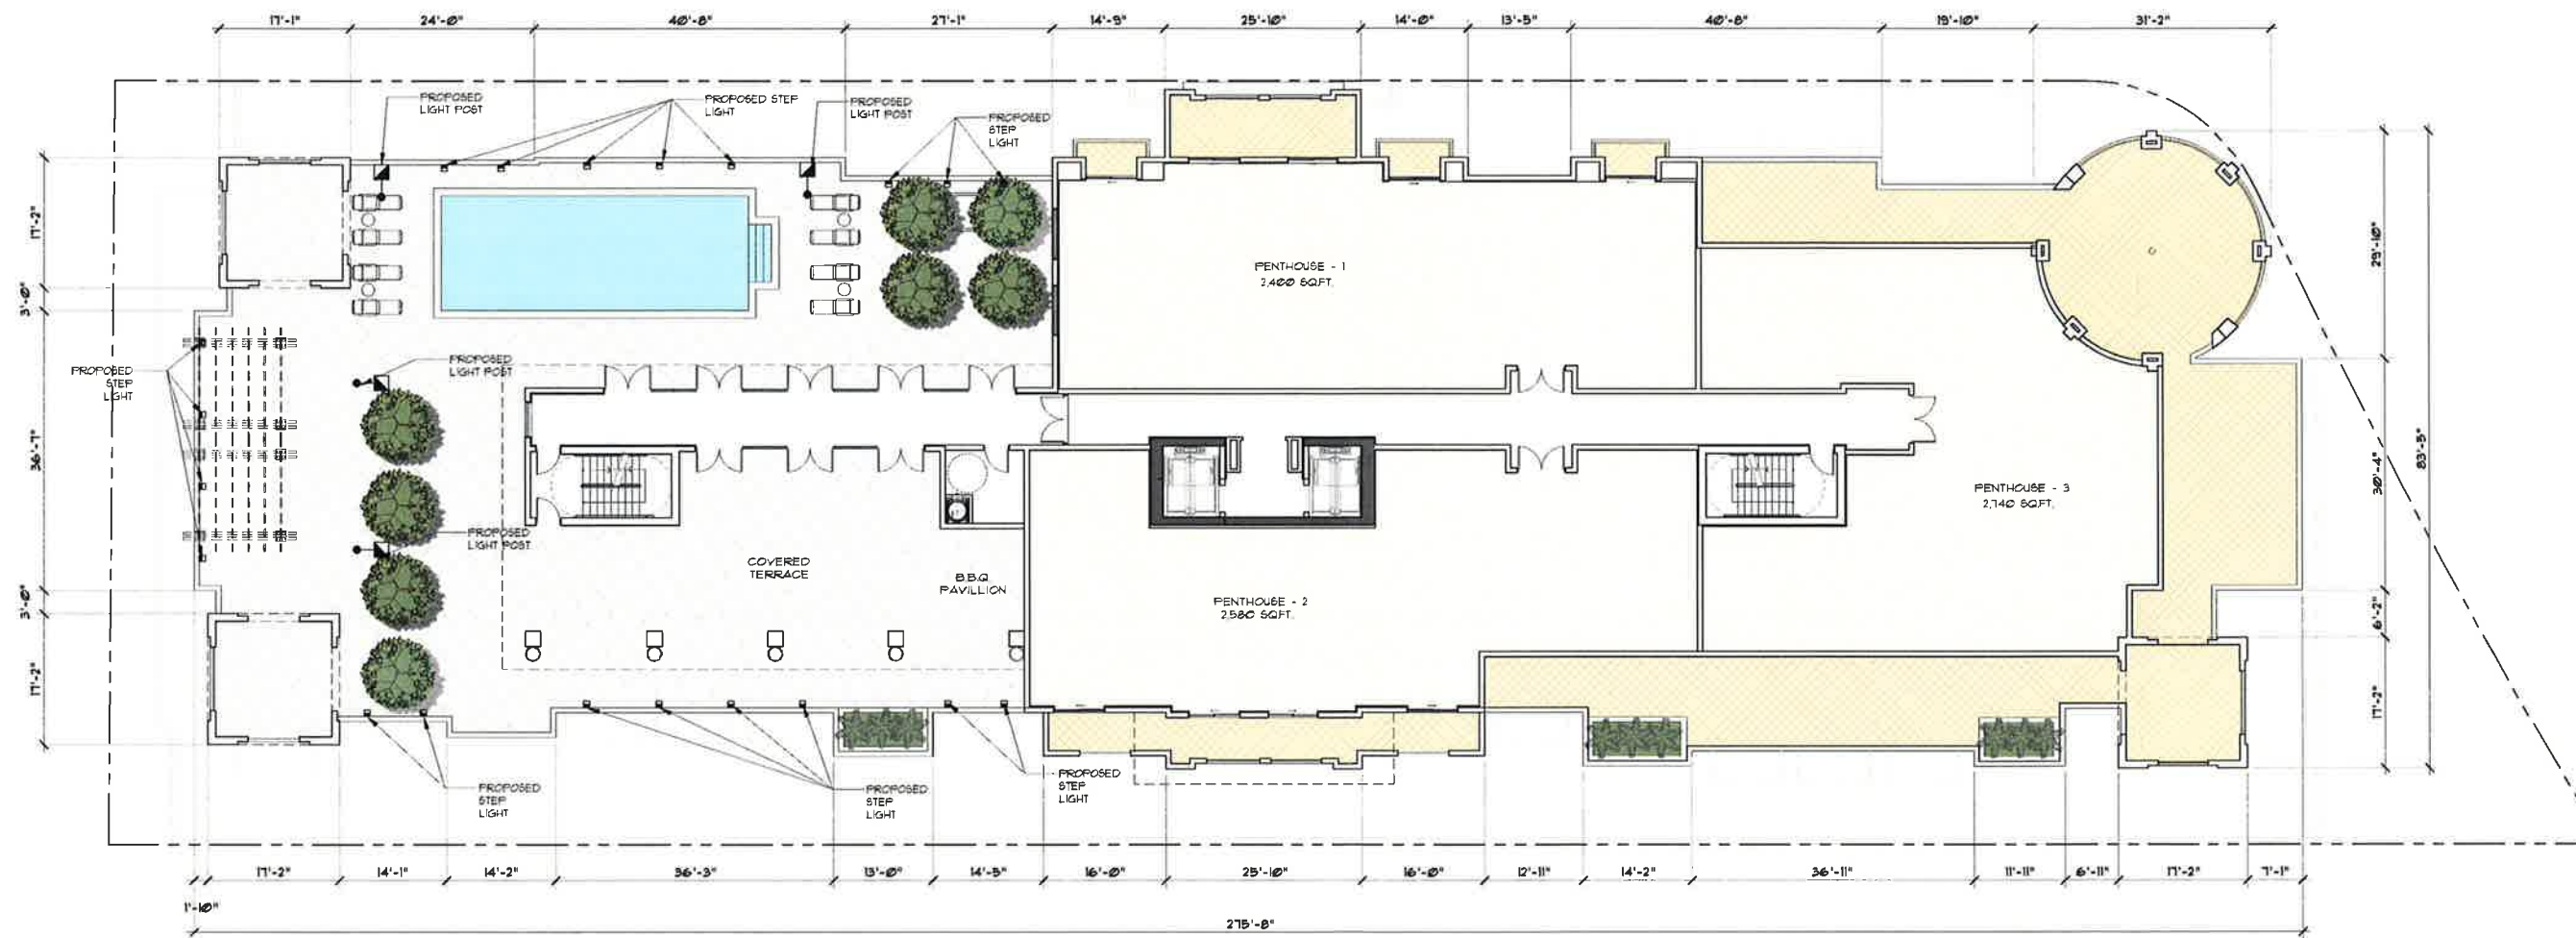 17'-1" 24'-0" 40'-8" 27'-1" 14'-9" 25'-10" 14'-0" 13'-5" 40'-8" 19'-10" 31'-2"
PROPOSED
LIGHT POST
PROPOSED STEP
LIGHT
PROPOSED
LIGHT POST
PROPOSED
STEP
LIGHT
17'-2"
3'-0"
36'-7"
3'-0"
17'-2"
PENTHOUSE - 1
2,400 SQ.FT.
PROPOSED
STEP
LIGHT
PROPOSED
LIGHT POST
PROPOSED
LIGHT POST
COVERED
TERRACE
B.B.Q.
PAVILLION
PENTHOUSE - 2
2,580 SQ.FT.
PENTHOUSE - 3
2,740 SQ.FT.
29'-10"
30'-4"
6'-2"
17'-2"
83'-5"
PROPOSED
STEP
LIGHT
PROPOSED
STEP
LIGHT
PROPOSED
STEP
LIGHT
1'-10"
17'-2" 14'-1" 14'-2" 36'-3" 13'-0" 14'-5" 16'-0" 25'-10" 16'-0" 12'-11" 14'-2" 36'-11" 11'-11" 6'-11" 17'-2" 7'-1"
275'-8"